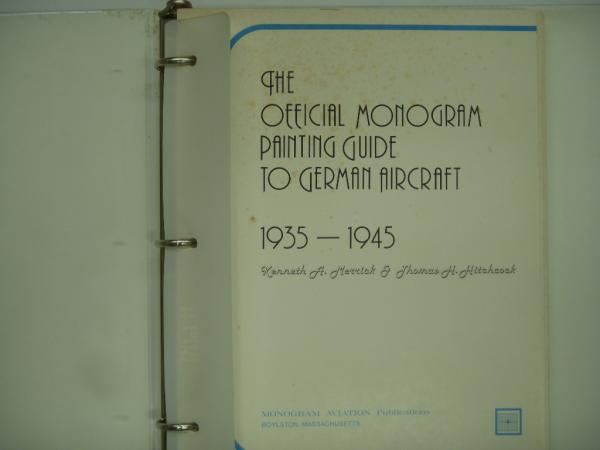 The
Official Monogram
Painting Guide
to German Aircraft
1935 — 1945
Kenneth A. Merrick & Thomas H. Hitchcock
MONOGRAM AVIATION Publications
BOYLSTON, MASSACHUSETTS